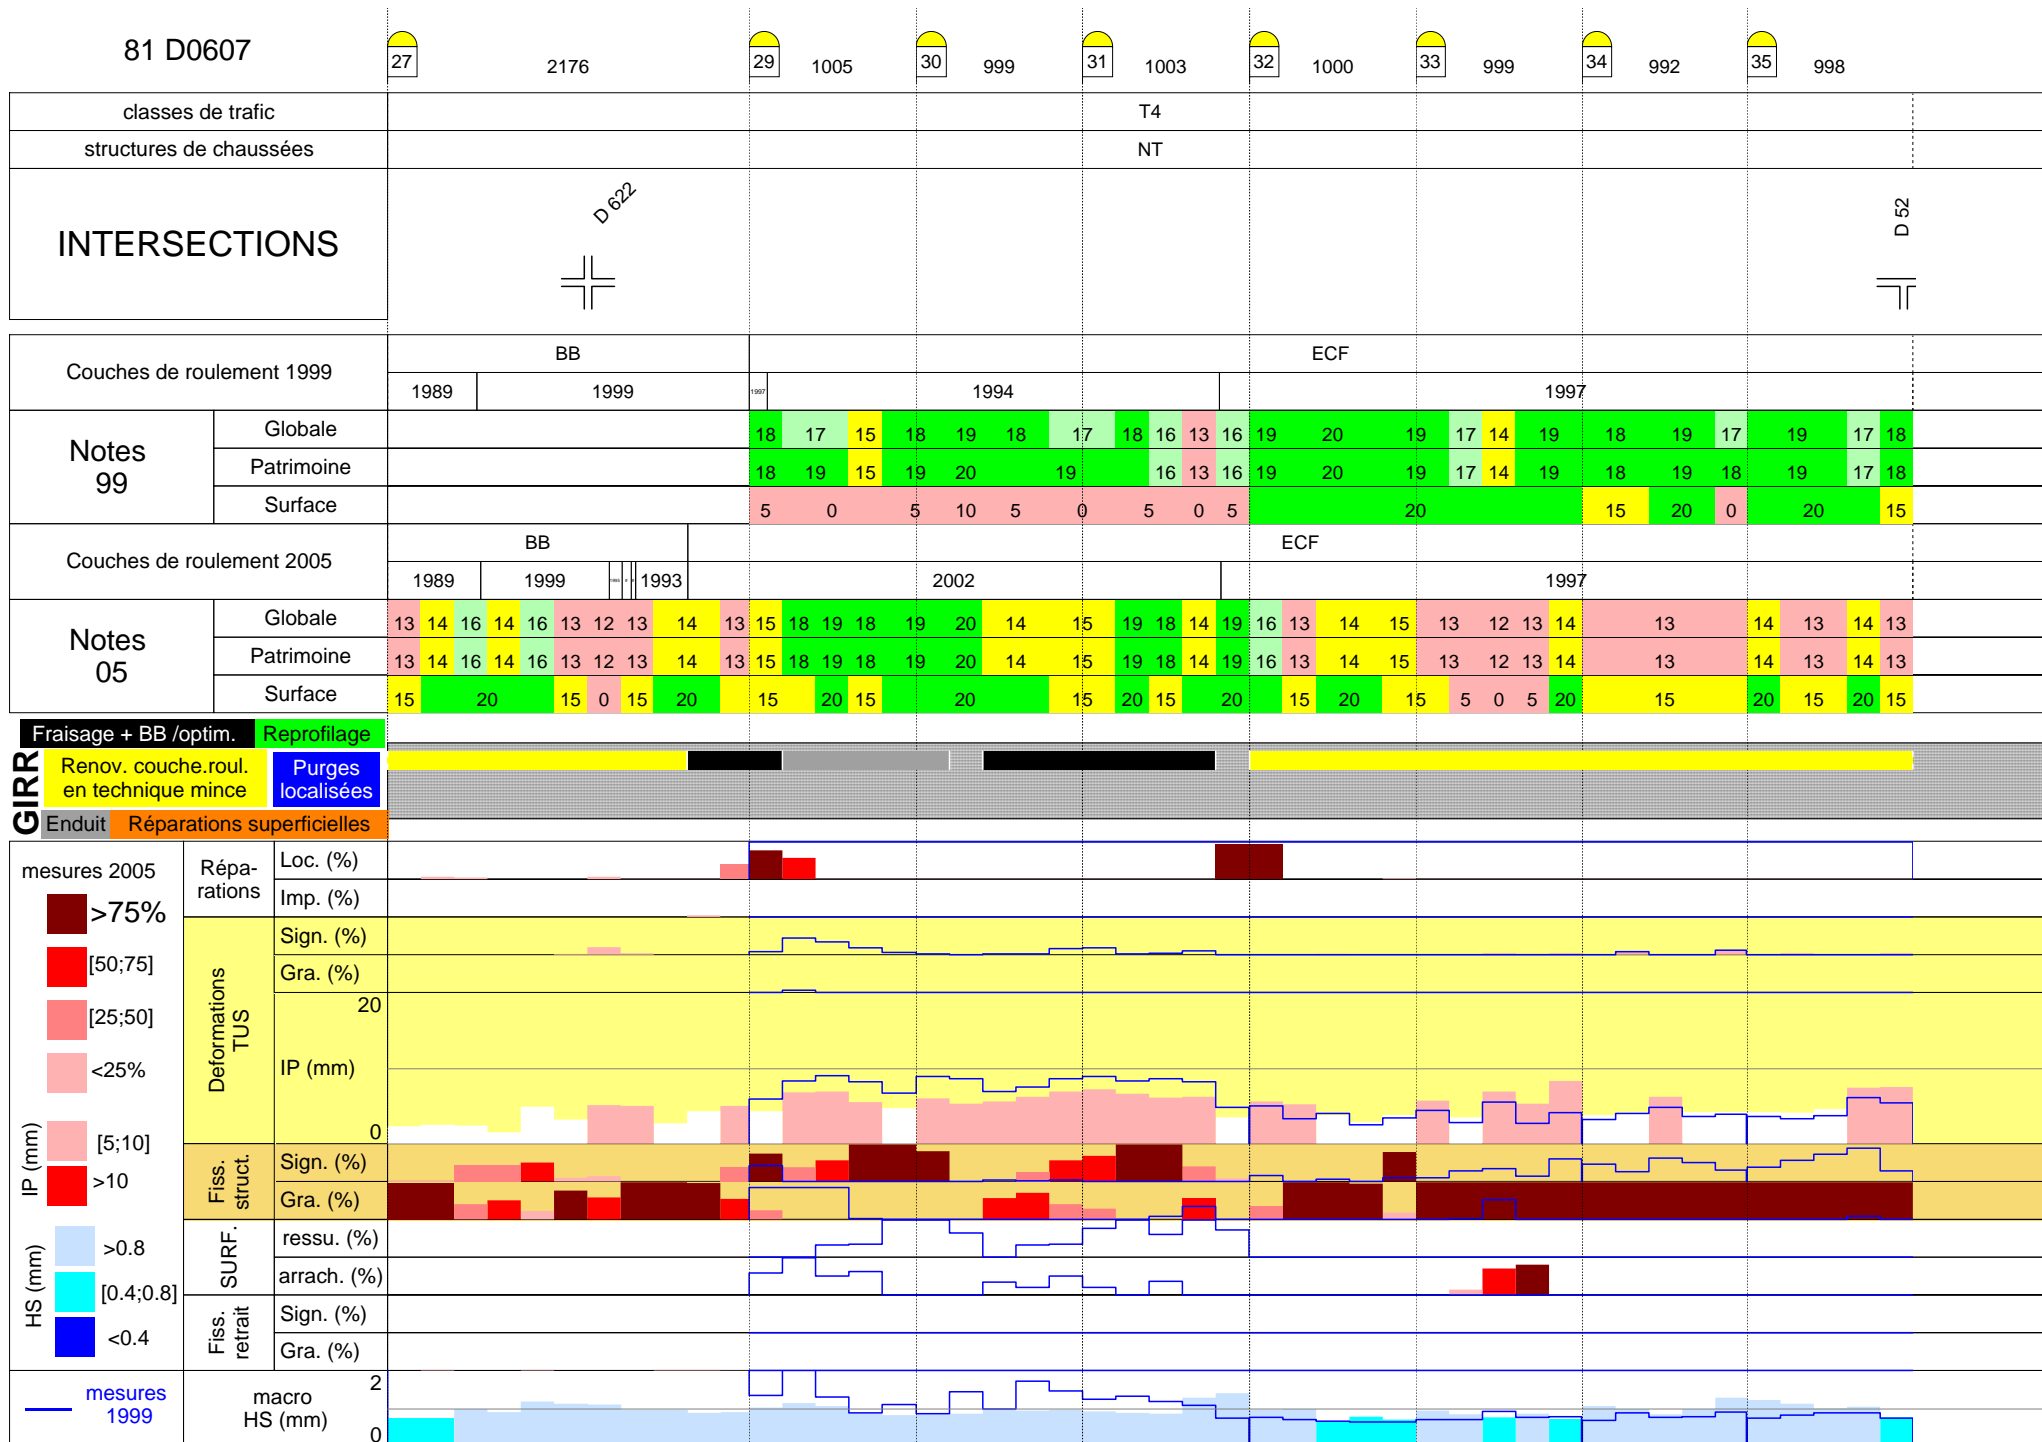 81 D0607
27 2176 29 1005 30 999 31 1003 32 1000 33 999 34 992 35 998
classes de trafic T4
structures de chaussées NT
INTERSECTIONS D 622 D 52
Couches de roulement 1999 BB ECF
1989 1999 1997 1994 1997
Notes 99
Globale 18 17 15 18 19 18 17 18 16 13 16 19 20 19 17 14 19 18 19 17 19 17 18
Patrimoine 18 19 15 19 20 19 16 13 16 19 20 19 17 14 19 18 19 18 19 17 18
Surface 5 0 5 10 5 0 5 0 5 20 15 20 0 20 15
Couches de roulement 2005 BB ECF
1989 1999 1993 2002 1997
Notes 05
Globale 13 14 16 14 16 13 12 13 14 13 15 18 19 18 19 20 14 15 19 18 14 19 16 13 14 15 13 12 13 14 13 14 13 14 13
Patrimoine 13 14 16 14 16 13 12 13 14 13 15 18 19 18 19 20 14 15 19 18 14 19 16 13 14 15 13 12 13 14 13 14 13 14 13
Surface 15 20 15 0 15 20 15 20 15 20 15 20 15 20 15 20 15 5 0 5 20 15 20 15 20 15
GIRR
Fraisage + BB /optim. Reprofilage
Renov. couche.roul.
en technique mince
Purges
localisées
Enduit Réparations superficielles
mesures 2005
>75%
[50;75]
[25;50]
<25%
IP (mm)
[5;10]
>10
HS (mm)
>0.8
[0.4;0.8]
<0.4
mesures
1999
Répa-
rations
Loc. (%)
Imp. (%)
Deformations
TUS
Sign. (%)
Gra. (%)
20
IP (mm)
0
Fiss.
struct.
Sign. (%)
Gra. (%)
SURF.
ressu. (%)
arrach. (%)
Fiss.
retrait
Sign. (%)
Gra. (%)
macro
HS (mm)
2
0